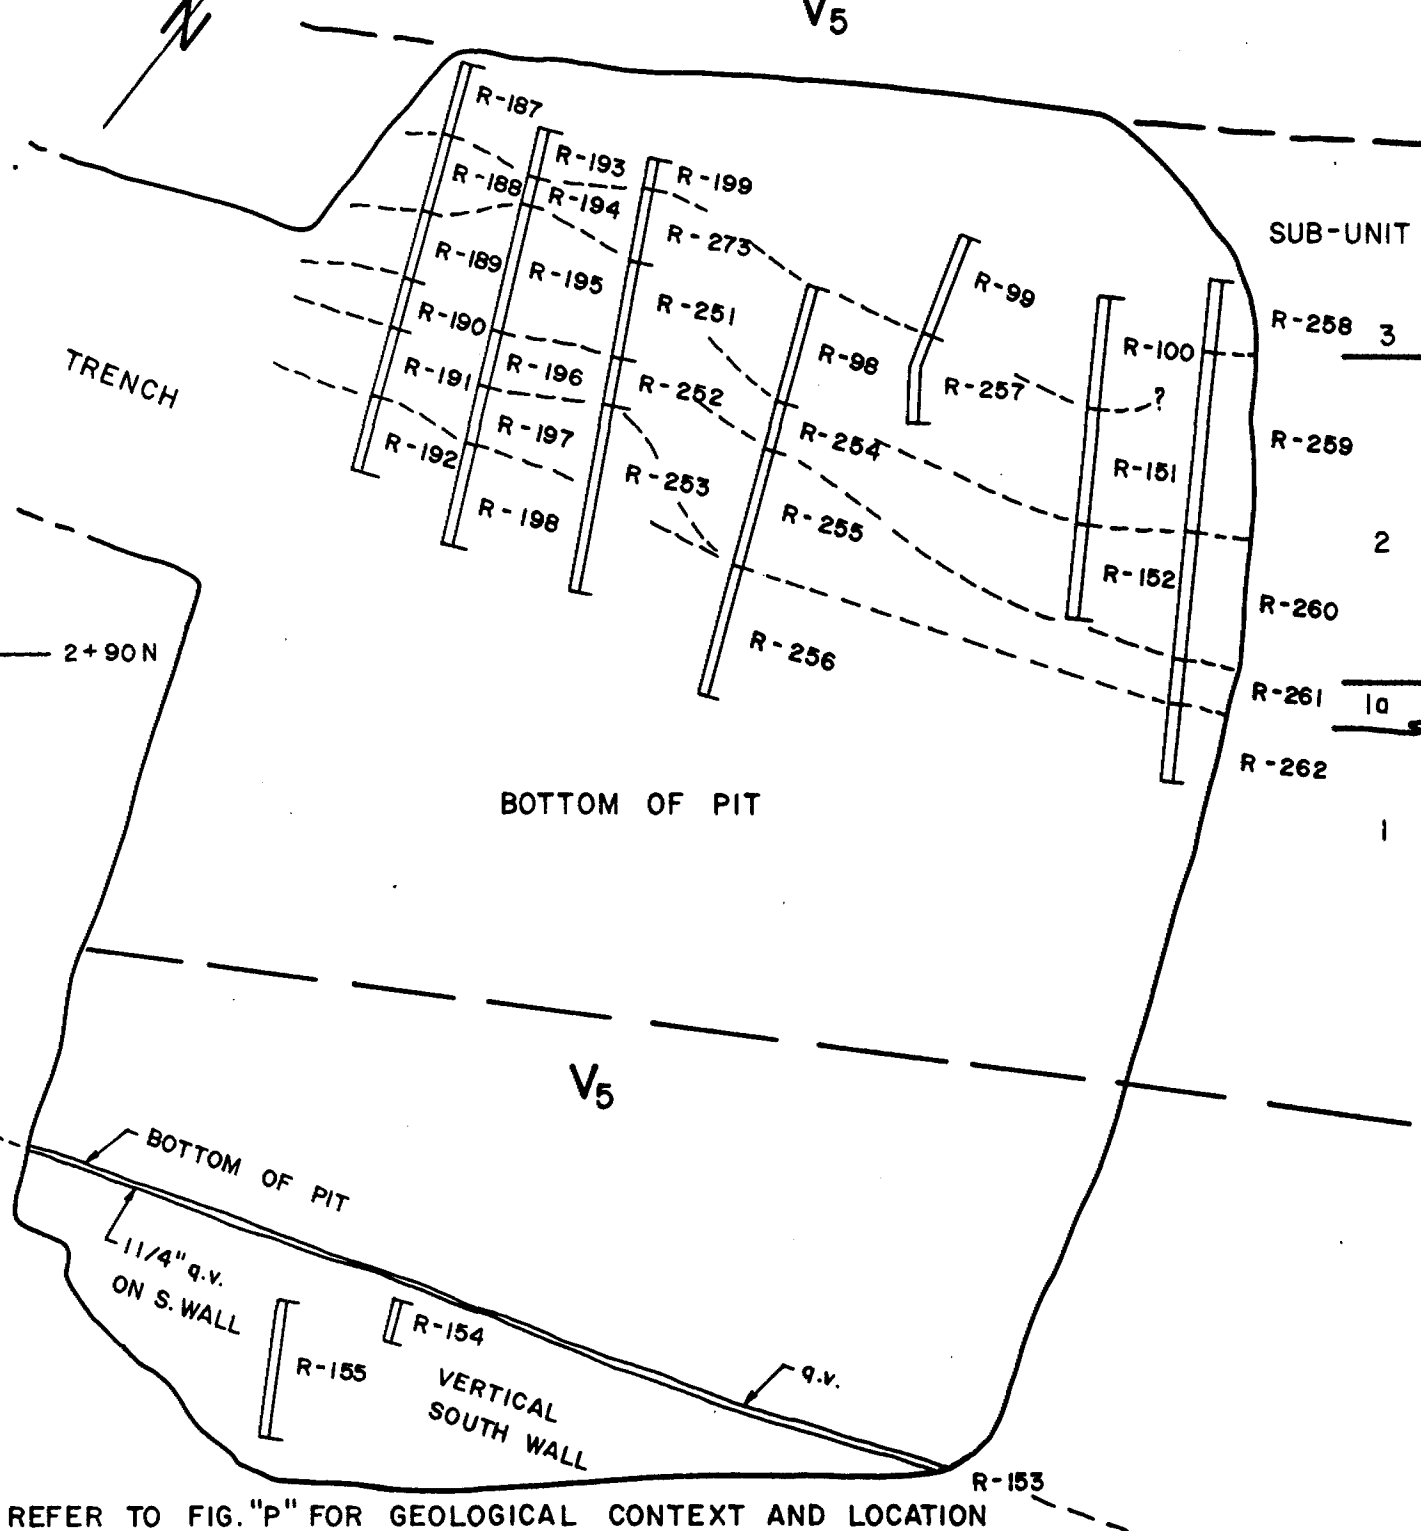 N
V5
R-187
R-193
R-199
R-188
R-194
R-273
SUB-UNIT
R-189
R-195
R-99
R-251
R-258
3
R-190
R-100
R-98
TRENCH
R-191
R-196
R-252
R-257
?
R-192
R-197
R-254
R-259
R-253
R-151
R-198
R-255
2
R-152
R-260
2+90N
R-256
R-261
1a
R-262
BOTTOM OF PIT
1
V5
BOTTOM OF PIT
1 1/4" q.v.
ON S. WALL
R-154
R-155
VERTICAL
SOUTH WALL
q.v.
R-153
REFER TO FIG. "P" FOR GEOLOGICAL CONTEXT AND LOCATION